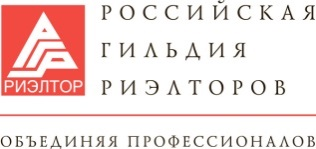 РОССИЙСКАЯ
ГИЛЬДИЯ
РИЭЛТОРОВ
РИЭЛТОР
ОБЪЕДИНЯЯ ПРОФЕССИОНАЛОВ